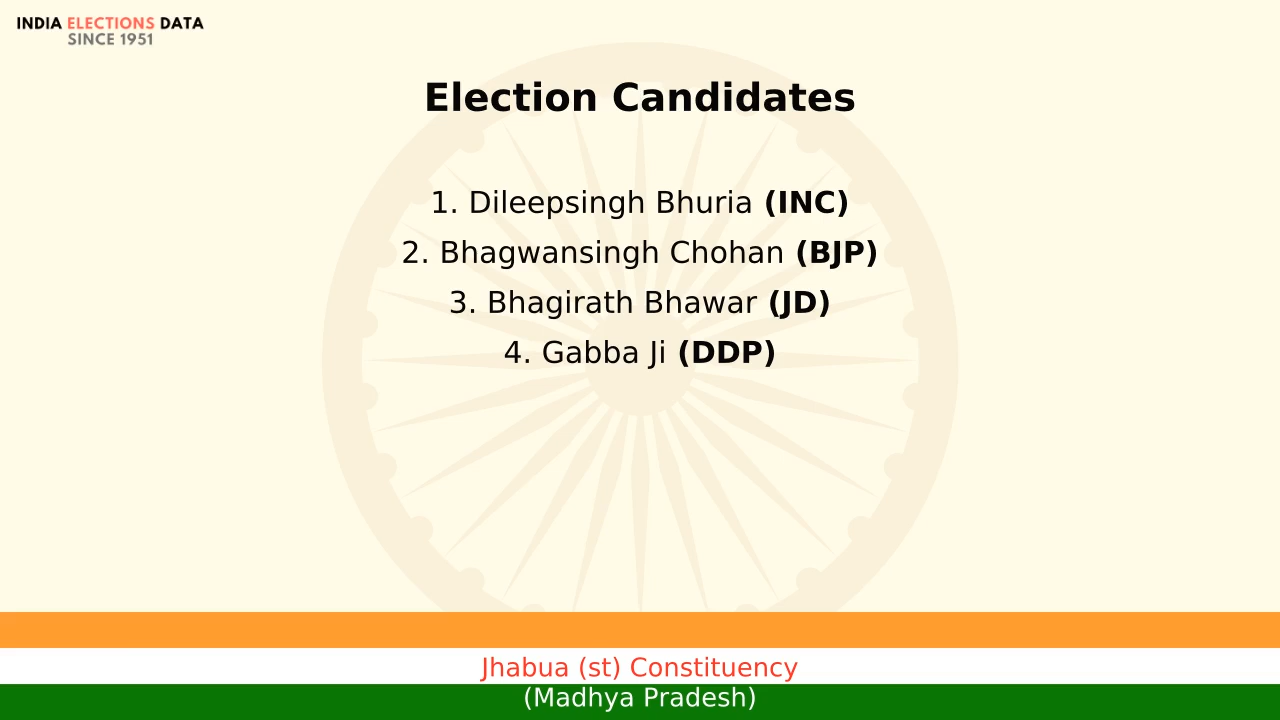 INDIA ELECTIONS DATA
SINCE 1951
Election Candidates
1. Dileepsingh Bhuria (INC)
2. Bhagwansingh Chohan (BJP)
3. Bhagirath Bhawar (JD)
4. Gabba Ji (DDP)
Jhabua (st) Constituency
(Madhya Pradesh)